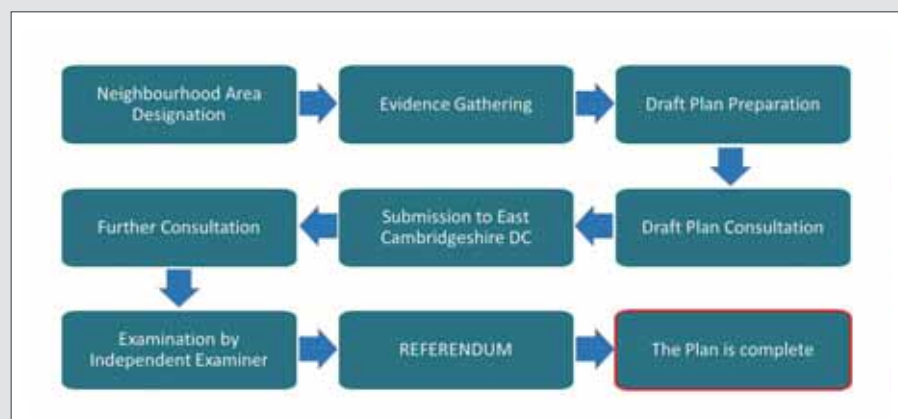 Neighbourhood Area
Designation
Evidence Gathering
Draft Plan Preparation
Draft Plan Consultation
Submission to East
Cambridgeshire DC
Further Consultation
Examination by
Independent Examiner
REFERENDUM
The Plan is complete